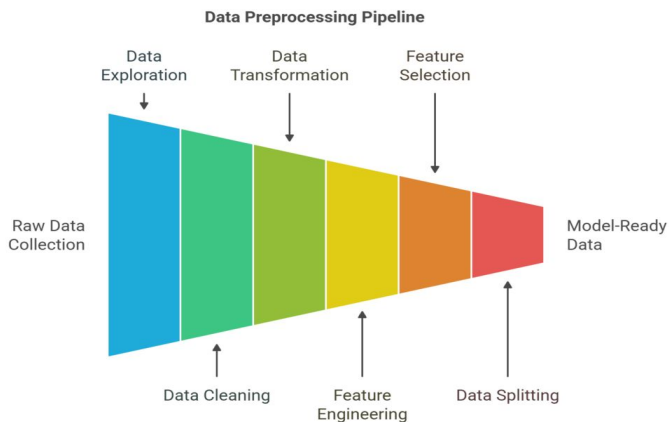 Data Preprocessing Pipeline
Data
Exploration
Data
Transformation
Feature
Selection
Raw Data
Collection
Model-Ready
Data
Data Cleaning
Feature
Engineering
Data Splitting